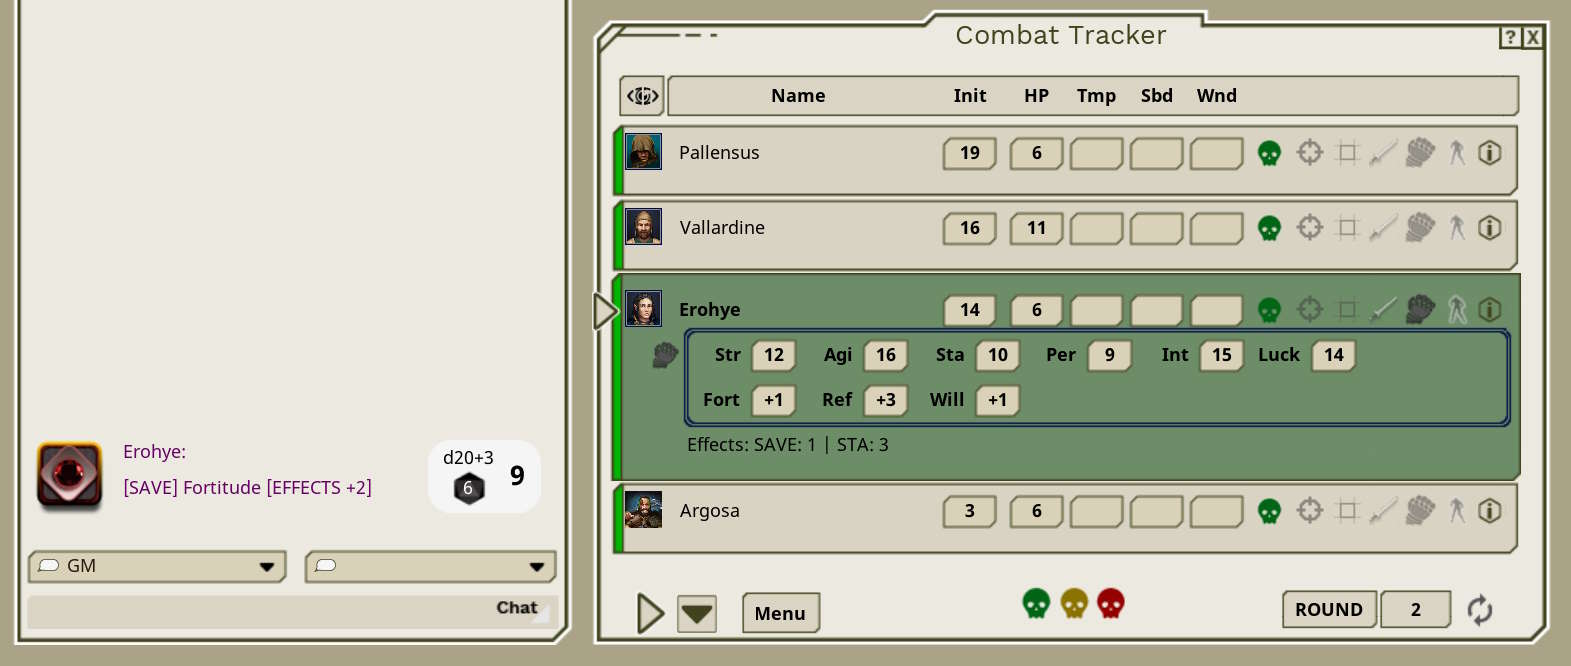 Erohye:
[SAVE] Fortitude [EFFECTS +2]
d20+3
6
9
GM
Chat
Combat Tracker
? X
Name Init HP Tmp Sbd Wnd
Pallensus 19 6
Vallardine 16 11
Erohye 14 6
Str 12 Agi 16 Sta 10 Per 9 Int 15 Luck 14
Fort +1 Ref +3 Will +1
Effects: SAVE: 1 | STA: 3
Argosa 3 6
Menu ROUND 2